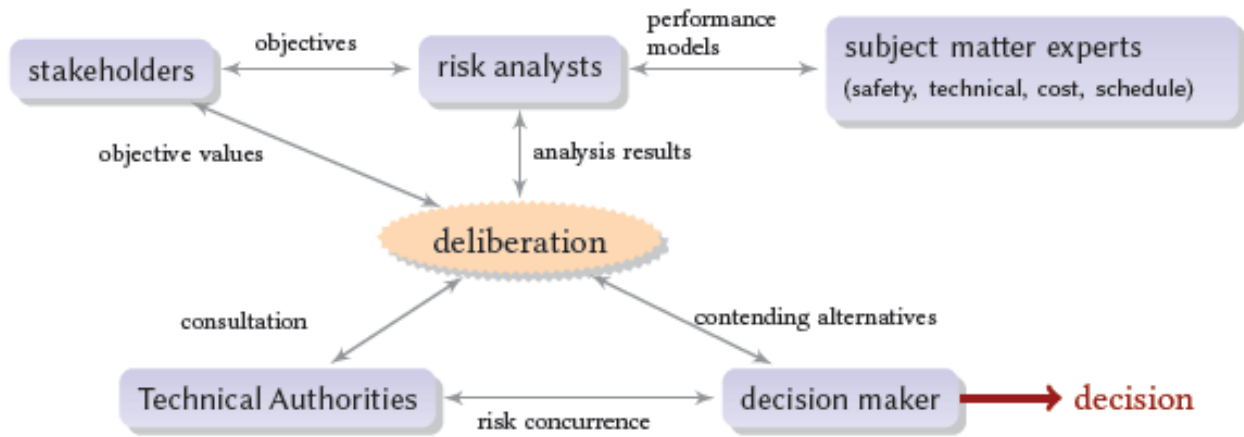 performance
models
objectives
stakeholders
risk analysts
subject matter experts
(safety, technical, cost, schedule)
objective values
analysis results
deliberation
consultation
contending alternatives
Technical Authorities
risk concurrence
decision maker
decision